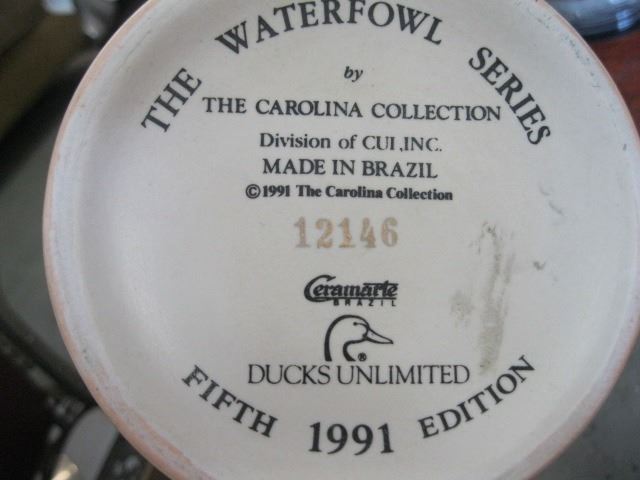 THE WATERFOWL SERIES
by
THE CAROLINA COLLECTION
Division of CUI,INC.
MADE IN BRAZIL
©1991 The Carolina Collection
12146
Ceramarte
BRAZIL
®
DUCKS UNLIMITED
FIFTH 1991 EDITION